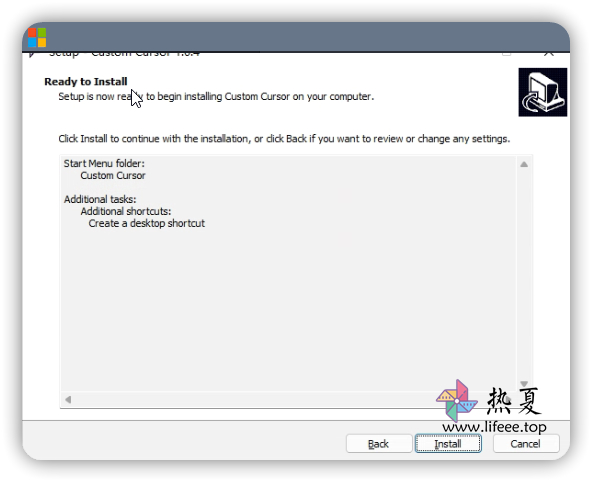 Setup - Custom Cursor 1.0.4
Ready to Install
Setup is now ready to begin installing Custom Cursor on your computer.
Click Install to continue with the installation, or click Back if you want to review or change any settings.
Start Menu folder:
Custom Cursor
Additional tasks:
Additional shortcuts:
Create a desktop shortcut
热夏
www.lifeee.top
Back
Install
Cancel